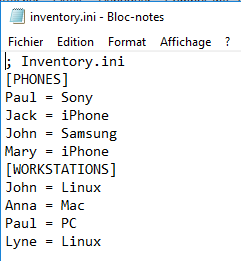 inventory.ini - Bloc-notes
Fichier Edition Format Affichage ?
; Inventory.ini
[PHONES]
Paul = Sony
Jack = iPhone
John = Samsung
Mary = iPhone
[WORKSTATIONS]
John = Linux
Anna = Mac
Paul = PC
Lyne = Linux